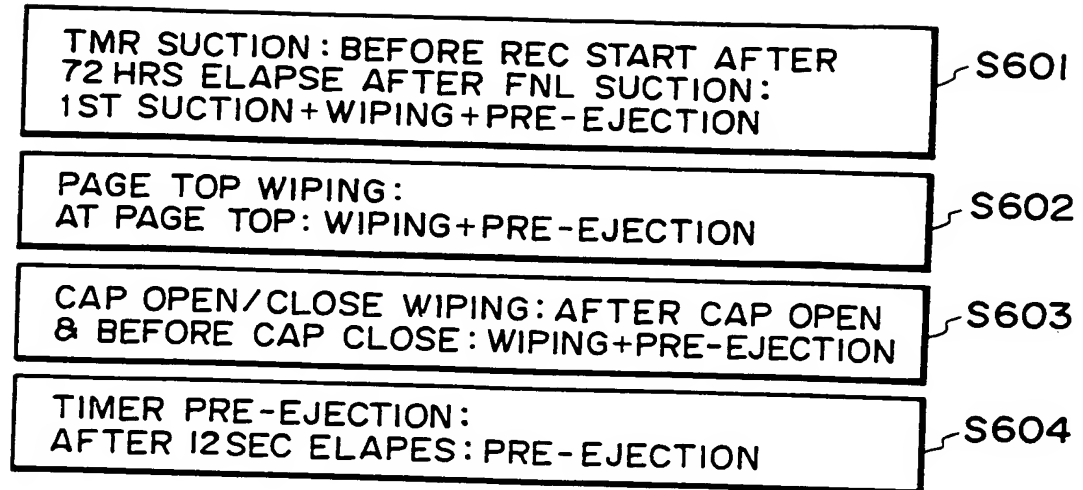 TMR SUCTION: BEFORE REC START AFTER
72 HRS ELAPSE AFTER FNL SUCTION:
1ST SUCTION+WIPING+PRE-EJECTION
S601
PAGE TOP WIPING:
AT PAGE TOP: WIPING+PRE-EJECTION
S602
CAP OPEN/CLOSE WIPING: AFTER CAP OPEN
& BEFORE CAP CLOSE: WIPING+PRE-EJECTION
S603
TIMER PRE-EJECTION:
AFTER 12SEC ELAPES: PRE-EJECTION
S604